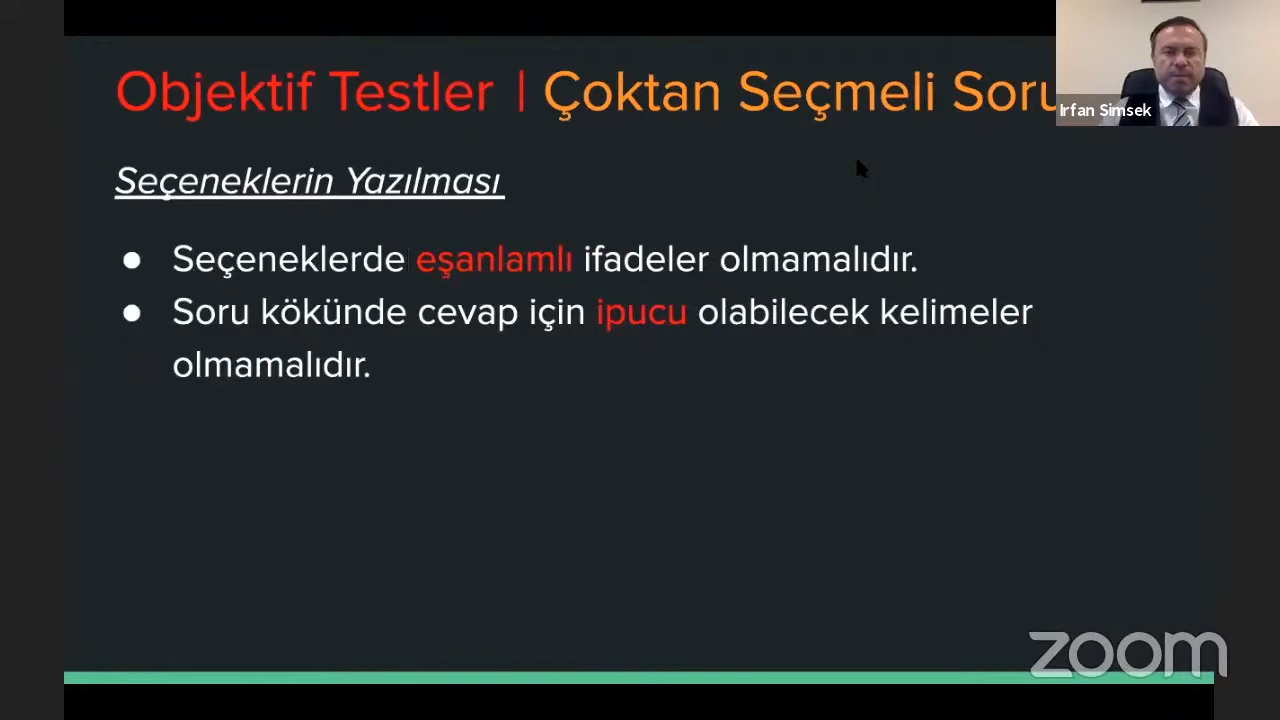 Objektif Testler | Çoktan Seçmeli Soru
Irfan Simsek
Seçeneklerin Yazılması
● Seçeneklerde eşanlamlı ifadeler olmamalıdır.
● Soru kökünde cevap için ipucu olabilecek kelimeler
olmamalıdır.
zoom